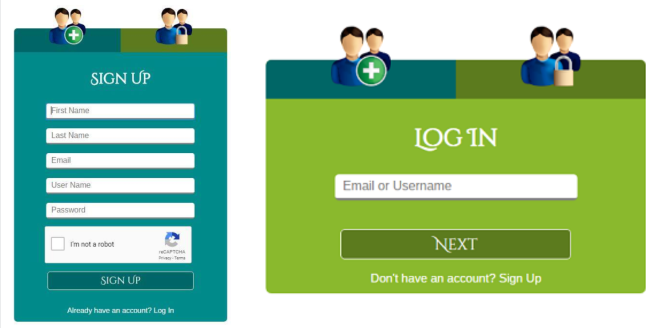 SIGN UP
First Name
Last Name
Email
User Name
Password
I'm not a robot
reCAPTCHA
Privacy - Terms
SIGN UP
Already have an account? Log In
LOG IN
Email or Username
NEXT
Don't have an account? Sign Up